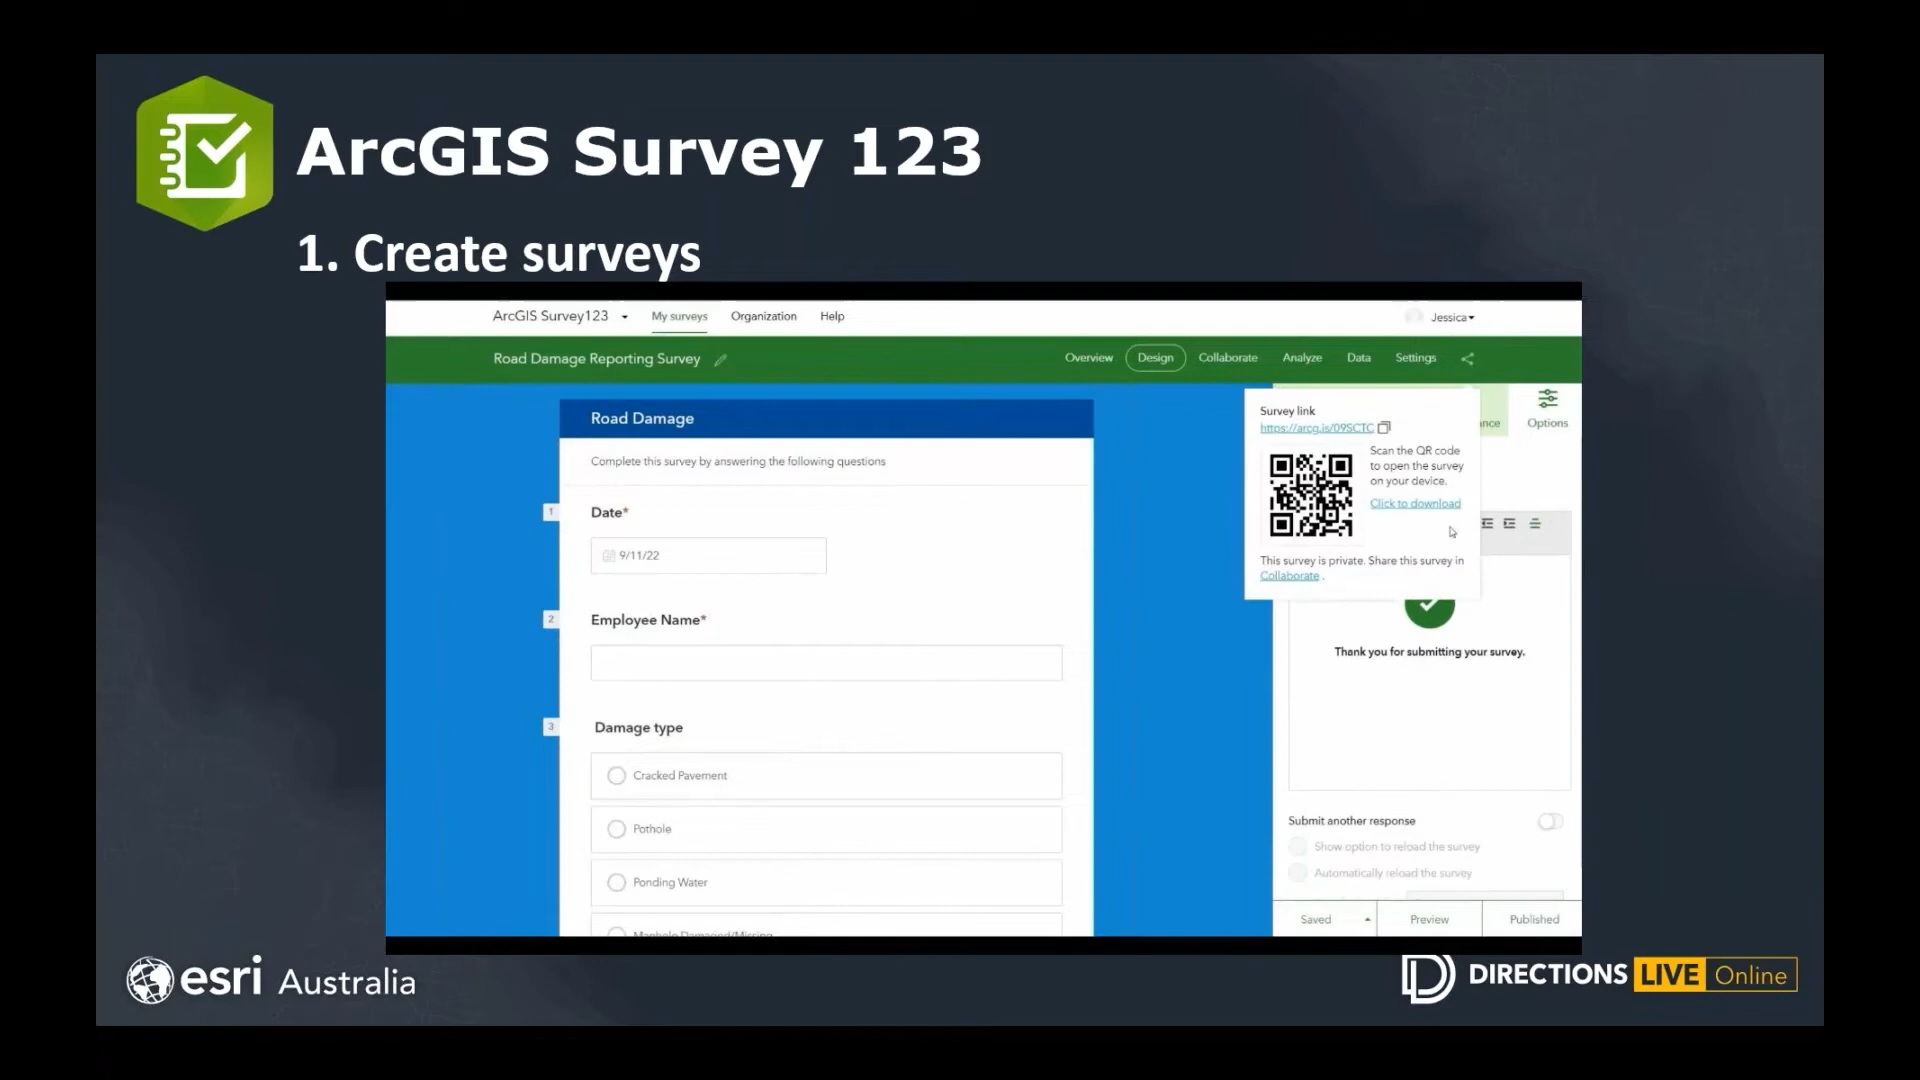 ArcGIS Survey 123
1. Create surveys
ArcGIS Survey123 My surveys Organization Help Jessica
Road Damage Reporting Survey Overview Design Collaborate Analyze Data Settings
Road Damage
Complete this survey by answering the following questions
1 Date*
9/11/22
2 Employee Name*
3 Damage type
Cracked Pavement
Pothole
Ponding Water
Manhole Damaged/Missing
Survey link
https://arcg.is/09SCTC
Scan the QR code
to open the survey
on your device.
Click to download
This survey is private. Share this survey in
Collaborate .
Options
Thank you for submitting your survey.
Submit another response
Show option to reload the survey
Automatically reload the survey
Saved Preview Published
esri Australia
DIRECTIONS LIVE Online